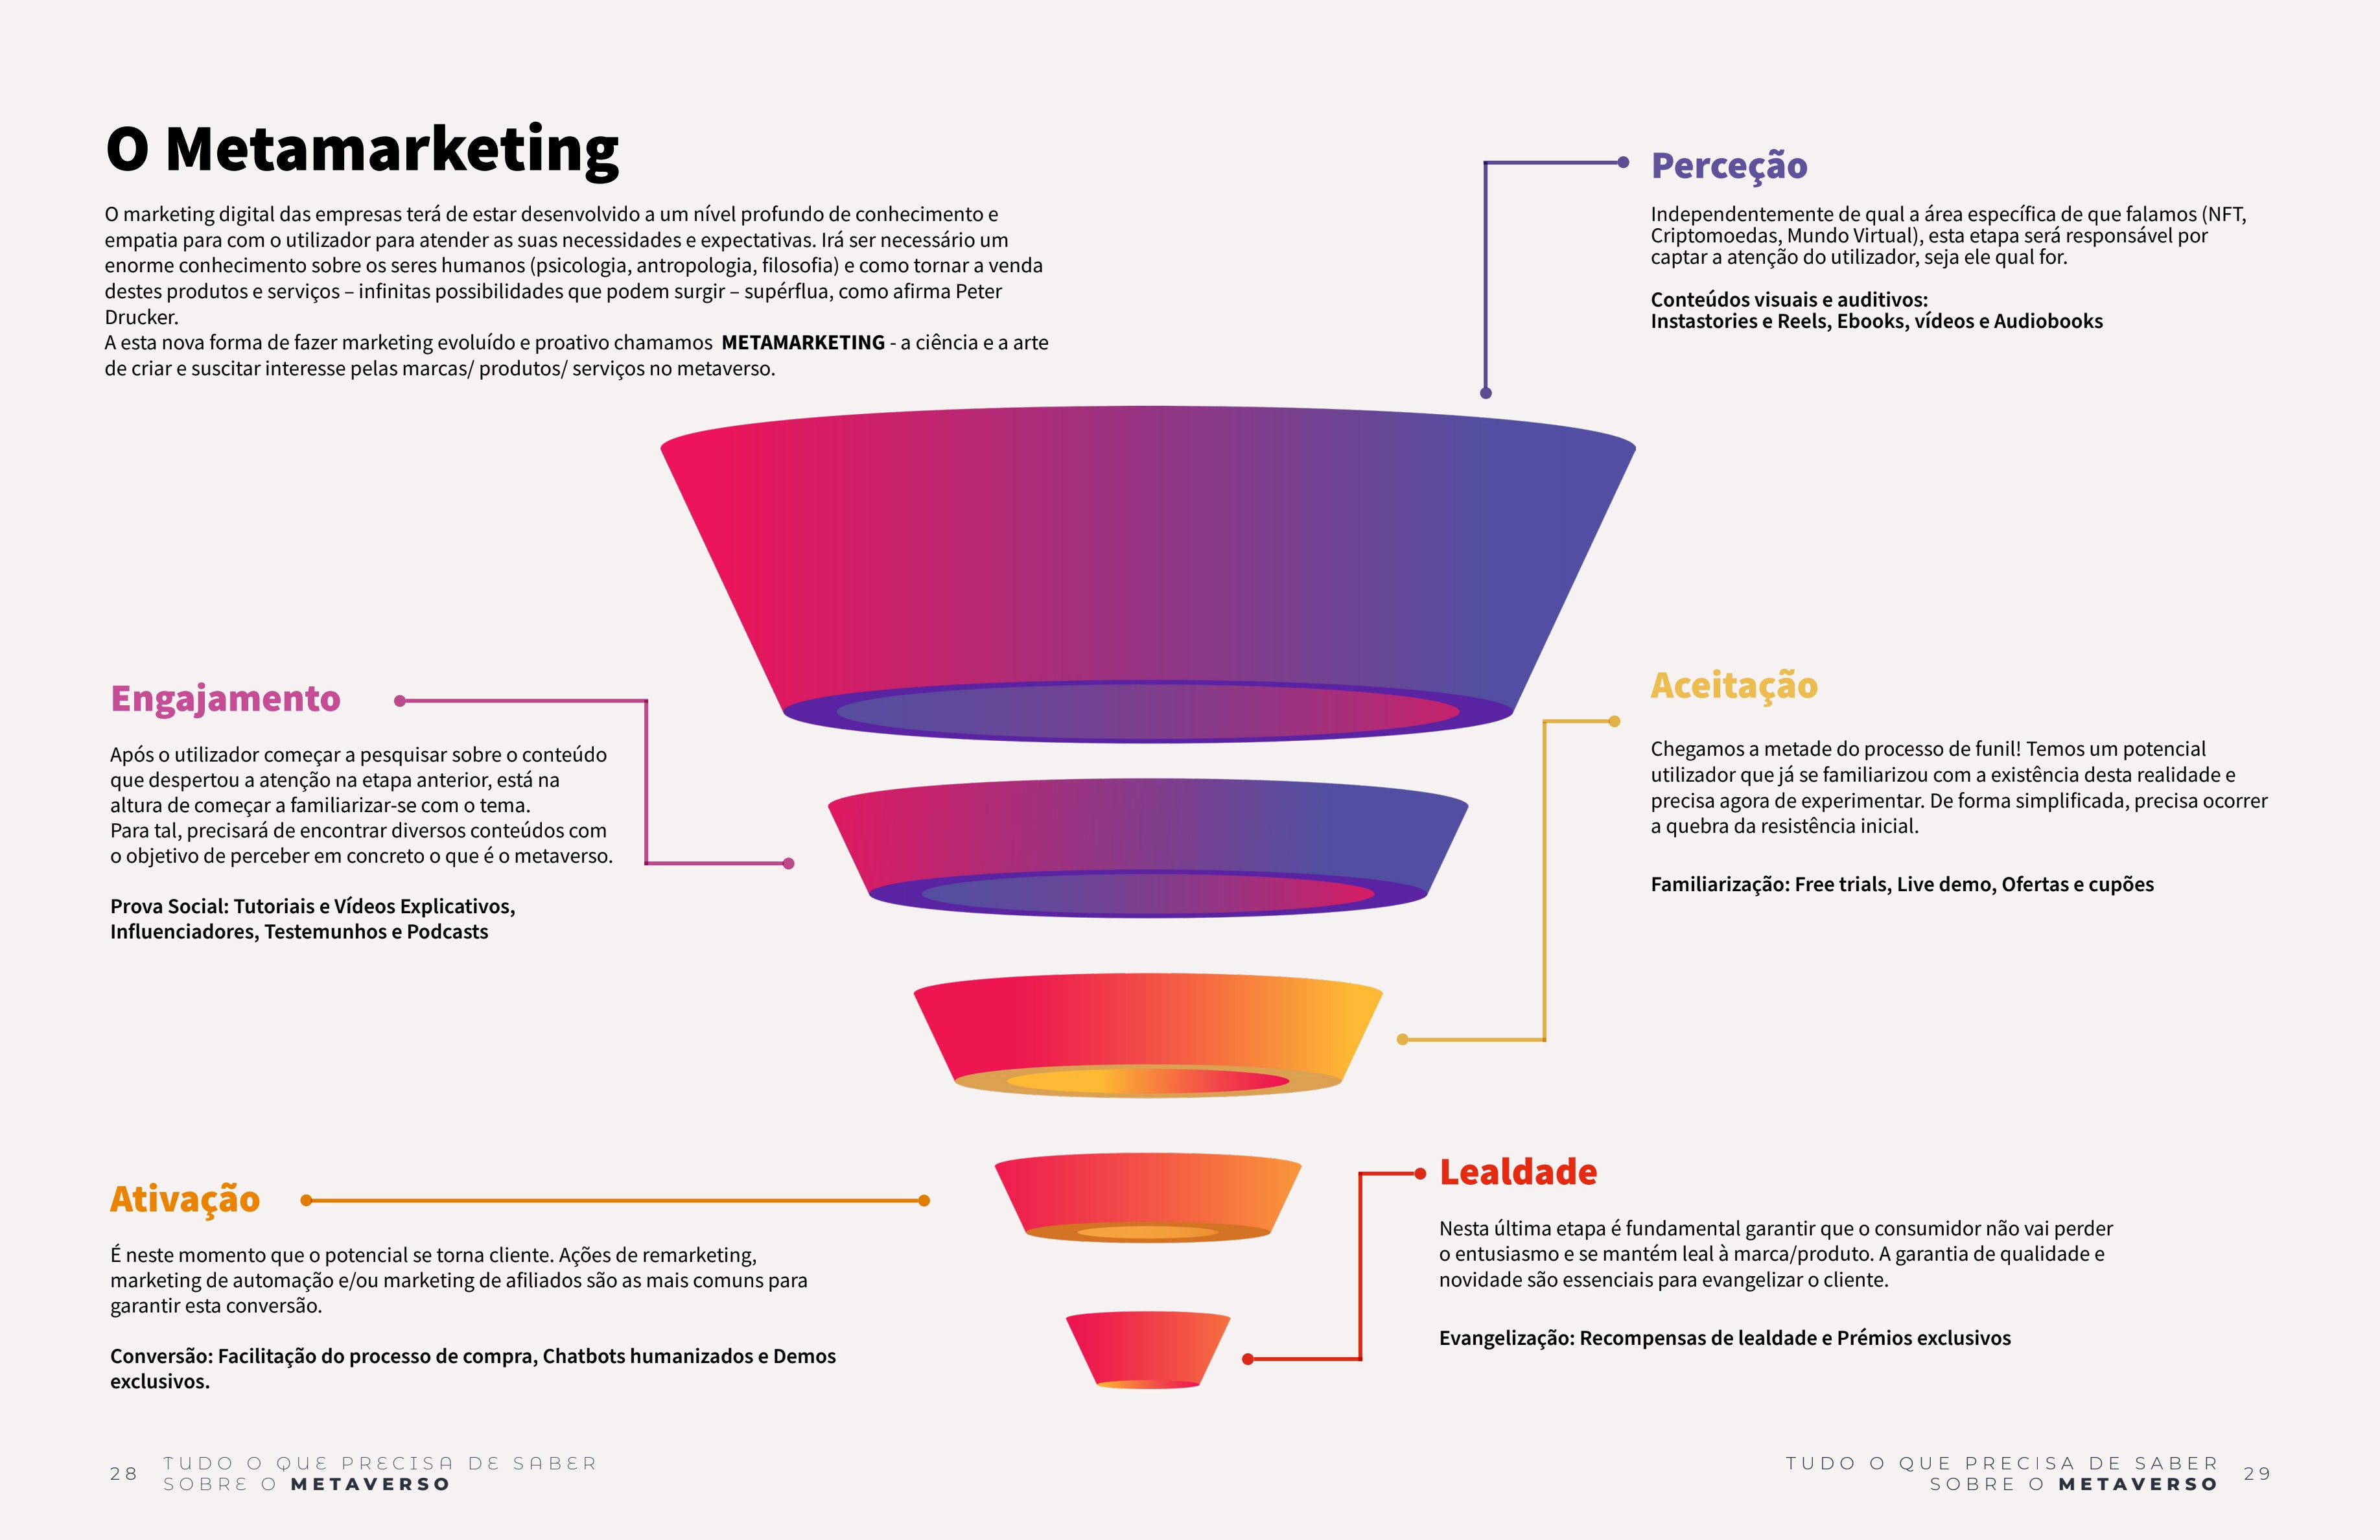 O Metamarketing
O marketing digital das empresas terá de estar desenvolvido a um nível profundo de conhecimento e
empatia para com o utilizador para atender as suas necessidades e expectativas. Irá ser necessário um
enorme conhecimento sobre os seres humanos (psicologia, antropologia, filosofia) e como tornar a venda
destes produtos e serviços – infinitas possibilidades que podem surgir – supérflua, como afirma Peter
Drucker.
A esta nova forma de fazer marketing evoluído e proativo chamamos METAMARKETING - a ciência e a arte
de criar e suscitar interesse pelas marcas/ produtos/ serviços no metaverso.
Perceção
Independentemente de qual a área específica de que falamos (NFT,
Criptomoedas, Mundo Virtual), esta etapa será responsável por
captar a atenção do utilizador, seja ele qual for.
Conteúdos visuais e auditivos:
Instastories e Reels, Ebooks, vídeos e Audiobooks
Engajamento
Após o utilizador começar a pesquisar sobre o conteúdo
que despertou a atenção na etapa anterior, está na
altura de começar a familiarizar-se com o tema.
Para tal, precisará de encontrar diversos conteúdos com
o objetivo de perceber em concreto o que é o metaverso.
Prova Social: Tutoriais e Vídeos Explicativos,
Influenciadores, Testemunhos e Podcasts
Aceitação
Chegamos a metade do processo de funil! Temos um potencial
utilizador que já se familiarizou com a existência desta realidade e
precisa agora de experimentar. De forma simplificada, precisa ocorrer
a quebra da resistência inicial.
Familiarização: Free trials, Live demo, Ofertas e cupões
Ativação
É neste momento que o potencial se torna cliente. Ações de remarketing,
marketing de automação e/ou marketing de afiliados são as mais comuns para
garantir esta conversão.
Conversão: Facilitação do processo de compra, Chatbots humanizados e Demos
exclusivos.
Lealdade
Nesta última etapa é fundamental garantir que o consumidor não vai perder
o entusiasmo e se mantém leal à marca/produto. A garantia de qualidade e
novidade são essenciais para evangelizar o cliente.
Evangelização: Recompensas de lealdade e Prémios exclusivos
28
TUDO O QUE PRECISA DE SABER
SOBRE O METAVERSO
TUDO O QUE PRECISA DE SABER
SOBRE O METAVERSO
29